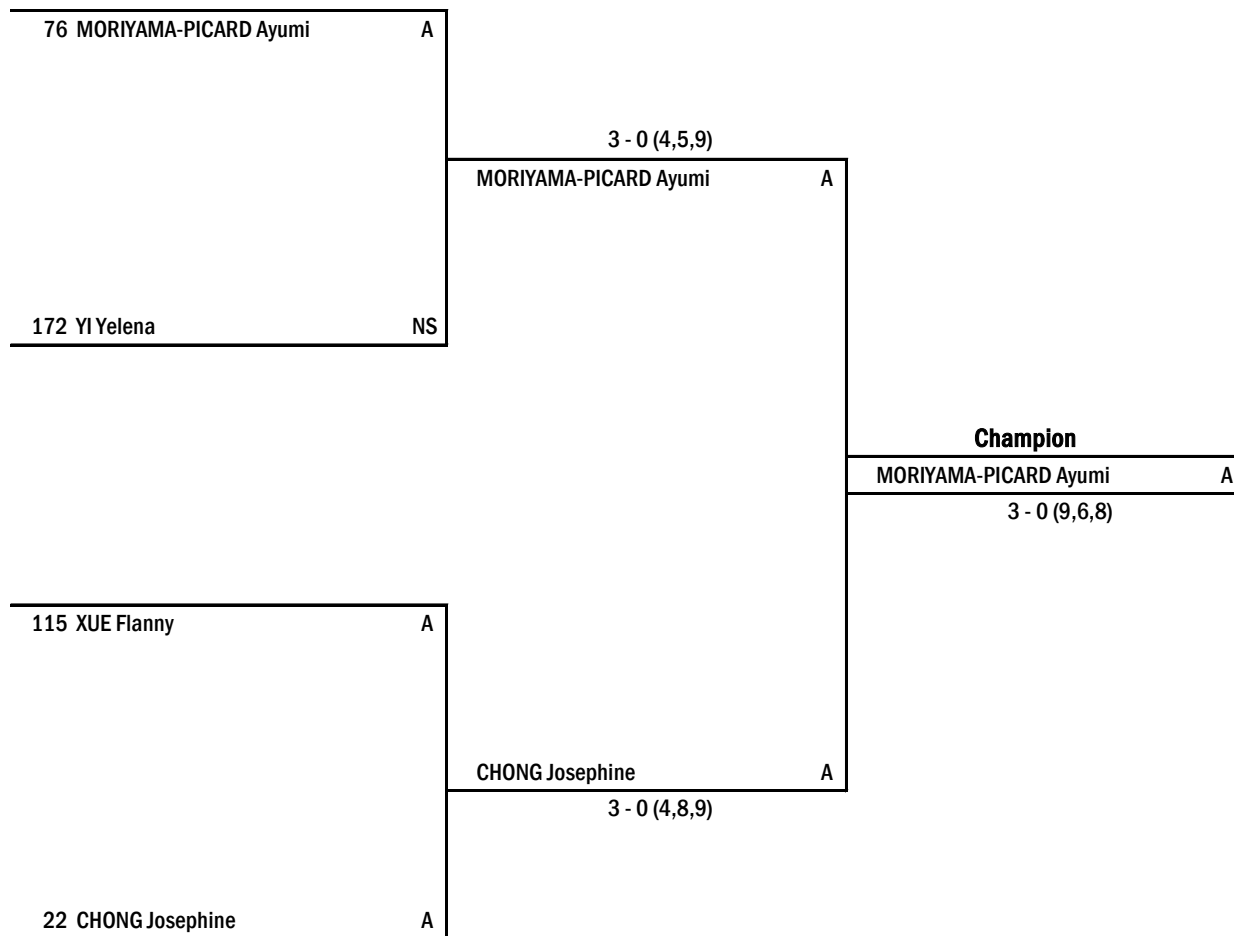 76 MORIYAMA-PICARD Ayumi A
3 - 0 (4,5,9)
MORIYAMA-PICARD Ayumi A
172 YI Yelena NS
Champion
MORIYAMA-PICARD Ayumi A
3 - 0 (9,6,8)
115 XUE Flanny A
CHONG Josephine A
3 - 0 (4,8,9)
22 CHONG Josephine A